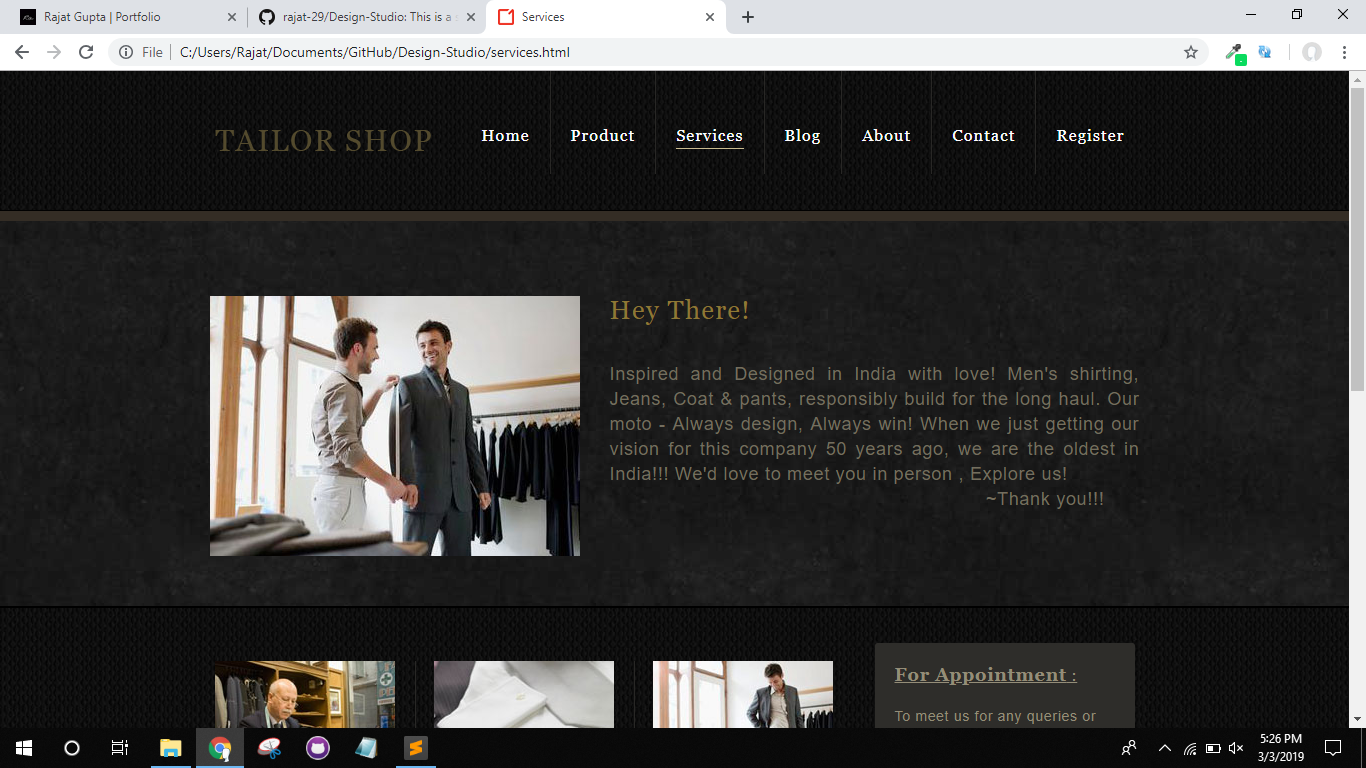 Rajat Gupta | Portfolio
rajat-29/Design-Studio: This is a
Services
File C:/Users/Rajat/Documents/GitHub/Design-Studio/services.html
TAILOR SHOP
Home Product Services Blog About Contact Register
Hey There!
Inspired and Designed in India with love! Men's shirting,
Jeans, Coat & pants, responsibly build for the long haul. Our
moto - Always design, Always win! When we just getting our
vision for this company 50 years ago, we are the oldest in
India!!! We'd love to meet you in person , Explore us!
~Thank you!!!
For Appointment :
To meet us for any queries or
5:26 PM
3/3/2019